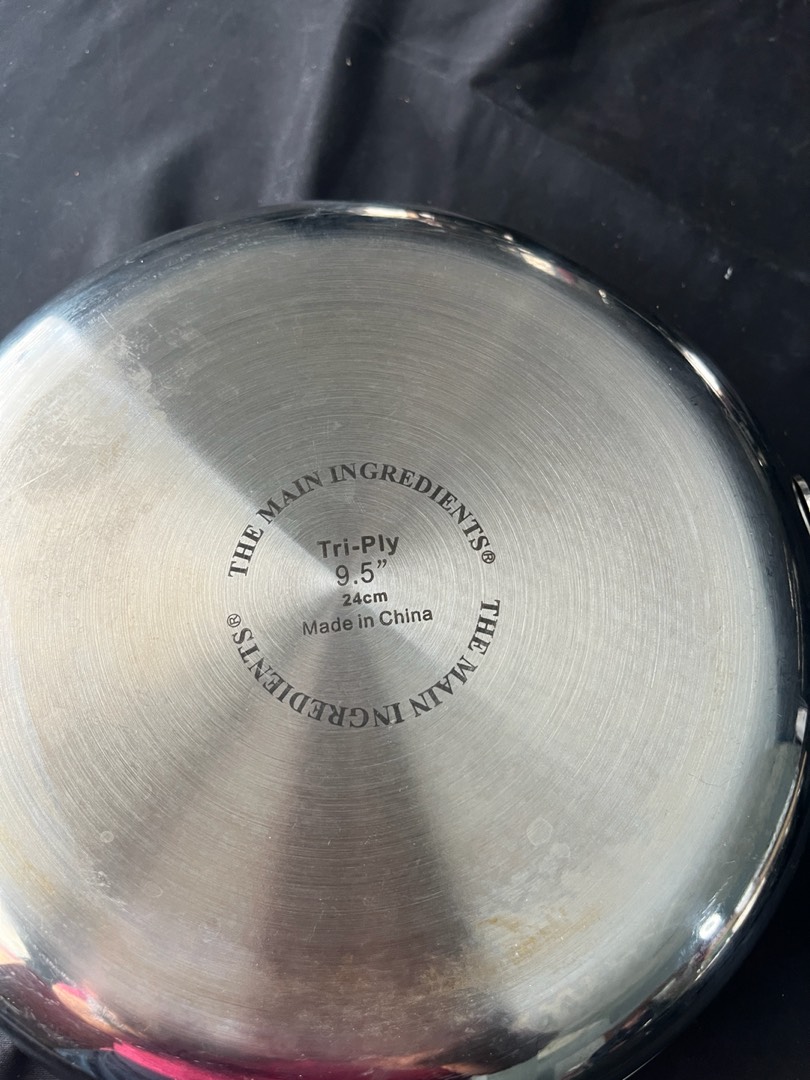 THE MAIN INGREDIENTS®
Tri-Ply
9.5”
24cm
Made in China
THE MAIN INGREDIENTS®